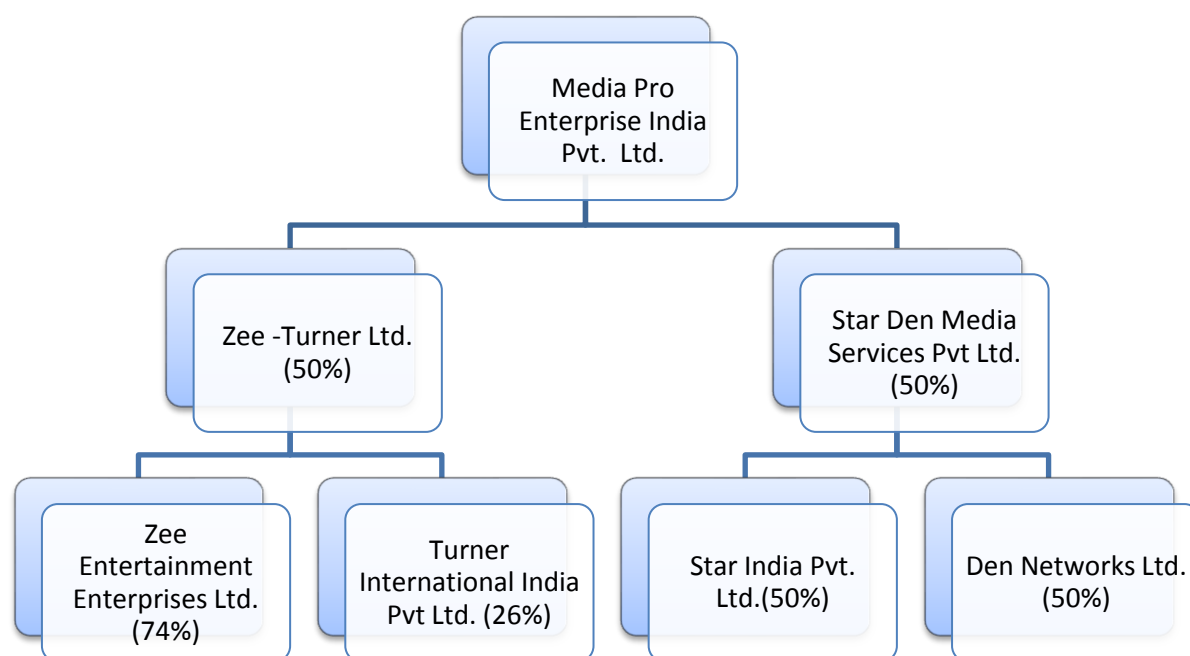 Media Pro
Enterprise India
Pvt. Ltd.
Zee -Turner Ltd.
(50%)
Star Den Media
Services Pvt Ltd.
(50%)
Zee
Entertainment
Enterprises Ltd.
(74%)
Turner
International India
Pvt Ltd. (26%)
Star India Pvt.
Ltd.(50%)
Den Networks Ltd.
(50%)